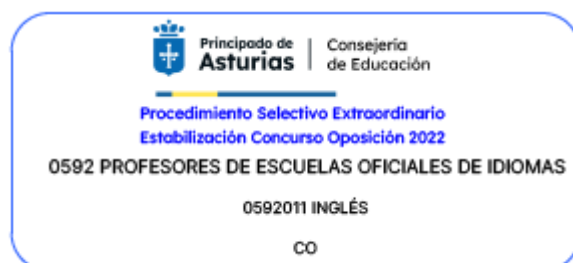 Principado de Asturias
Consejería de Educación
Procedimiento Selectivo Extraordinario
Estabilización Concurso Oposición 2022
0592 PROFESORES DE ESCUELAS OFICIALES DE IDIOMAS
0592011 INGLÉS
CO